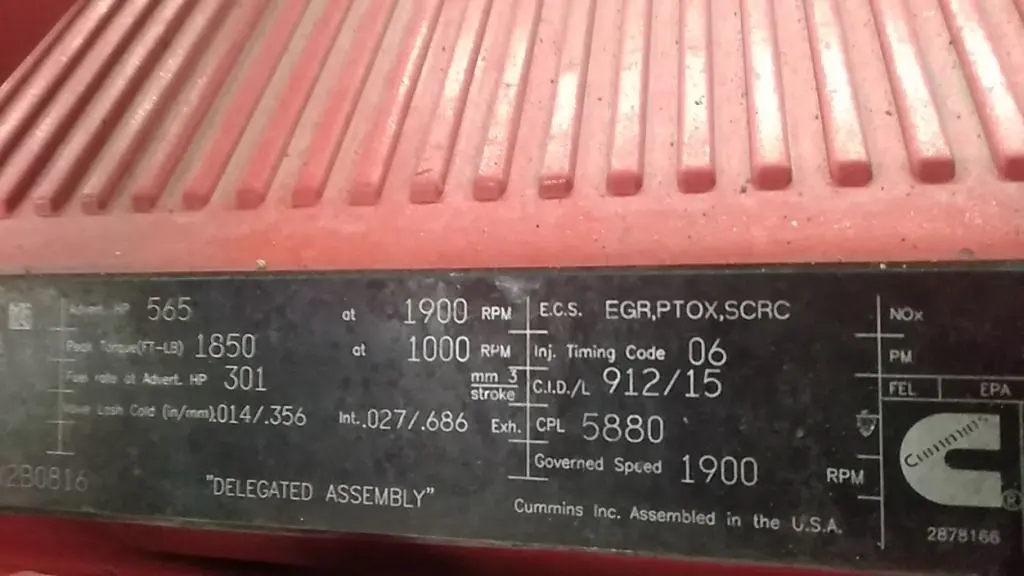 Advert. HP 565 at 1900 RPM
Peak Torque(FT-LB) 1850 at 1000 RPM
Fuel rate at Advert. HP 301 mm 3 stroke
Lash Cold (in/mm) .014/.356 Int. .027/.686 Exh.
2B0816
"DELEGATED ASSEMBLY"
E.C.S. EGR,PTOX,SCRC
Inj. Timing Code 06
C.I.D./L 912/15
CPL 5880
Governed Speed 1900 RPM
Cummins Inc. Assembled in the U.S.A.
NOx
PM
FEL EPA
Cummins
®
2878166